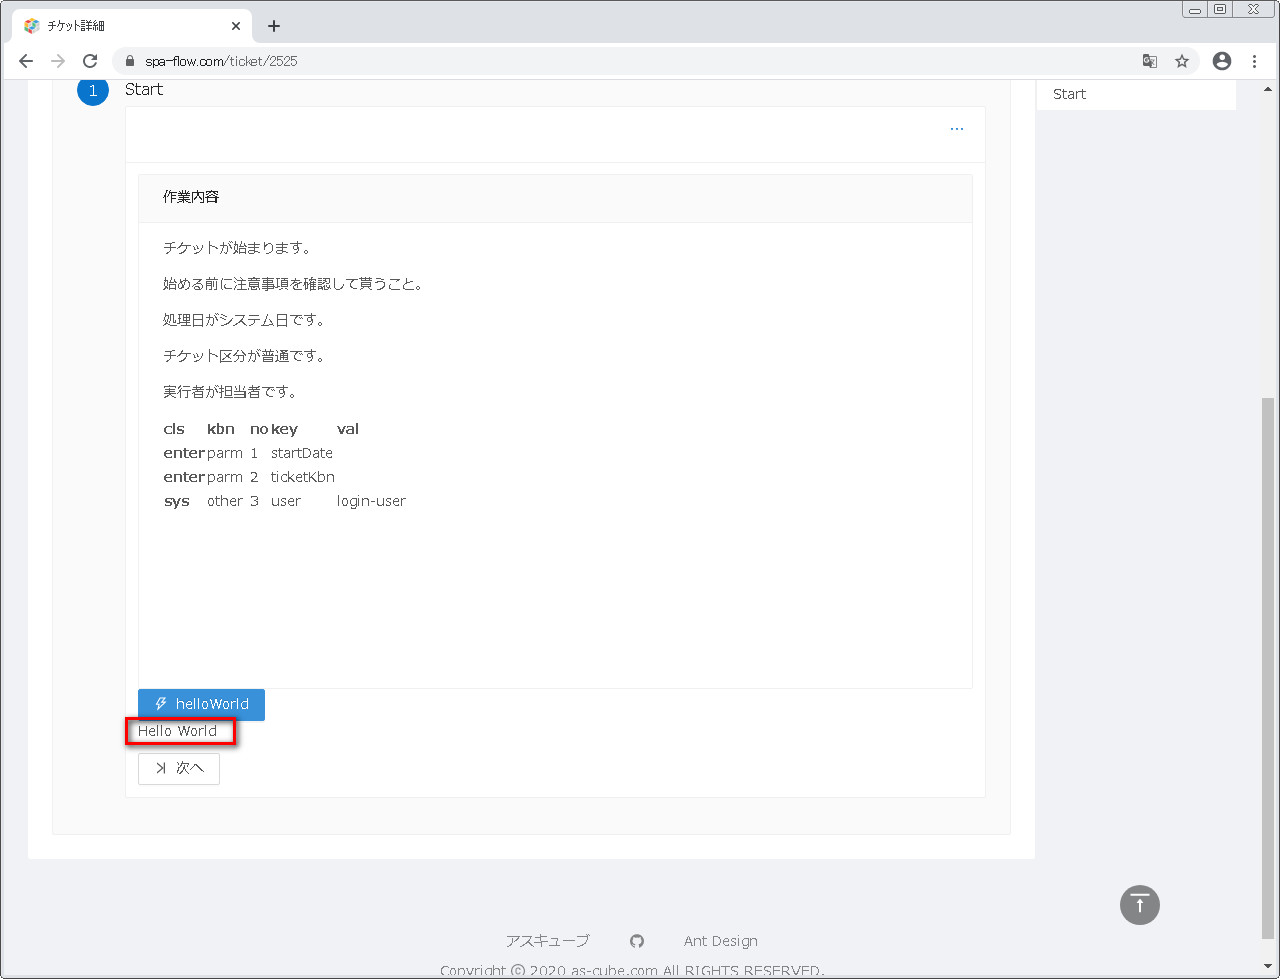 チケット詳細
spa-flow.com/ticket/2525
1 Start
Start
作業内容
チケットが始まります。
始める前に注意事項を確認して貰うこと。
処理日がシステム日です。
チケット区分が普通です。
実行者が担当者です。
cls kbn no key val
enter parm 1 startDate
enter parm 2 ticketKbn
sys other 3 user login-user
helloWorld
Hello World
次へ
アスキューブ Ant Design
Copyright © 2020 as-cube.com All RIGHTS RESERVED.